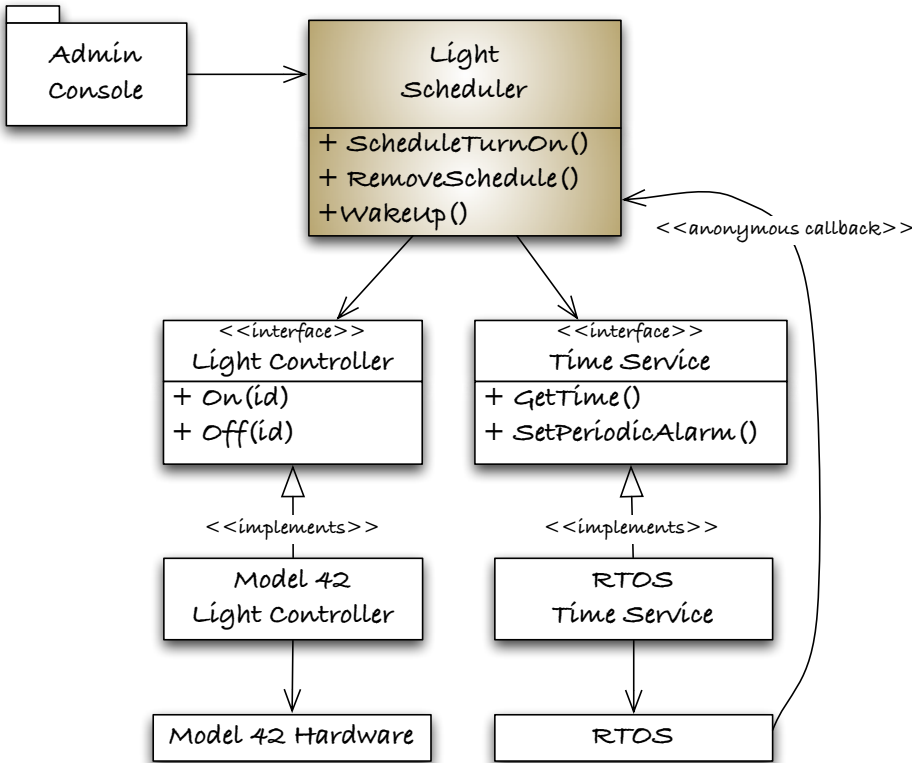 Admin
Console
Light
Scheduler
+ ScheduleTurnOn()
+ RemoveSchedule()
+WakeUp()
<<anonymous callback>>
<<interface>>
Light Controller
+ On(id)
+ Off(id)
<<interface>>
Time Service
+ GetTime()
+ SetPeriodicAlarm()
<<implements>>
<<implements>>
Model 42
Light Controller
RTOS
Time Service
Model 42 Hardware
RTOS